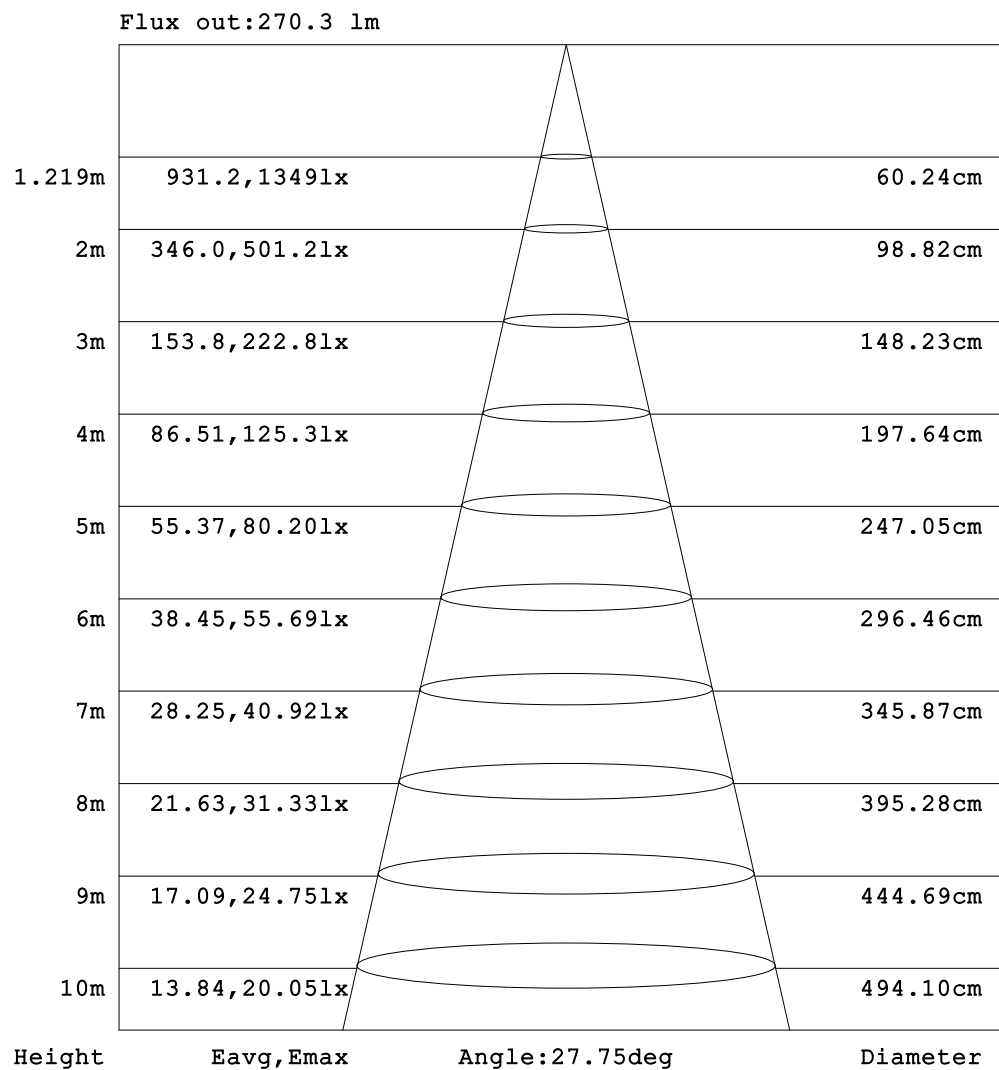 Flux out:270.3 lm
1.219m 931.2,1349lx 60.24cm
2m 346.0,501.2lx 98.82cm
3m 153.8,222.8lx 148.23cm
4m 86.51,125.3lx 197.64cm
5m 55.37,80.20lx 247.05cm
6m 38.45,55.69lx 296.46cm
7m 28.25,40.92lx 345.87cm
8m 21.63,31.33lx 395.28cm
9m 17.09,24.75lx 444.69cm
10m 13.84,20.05lx 494.10cm
Height Eavg,Emax Angle:27.75deg Diameter